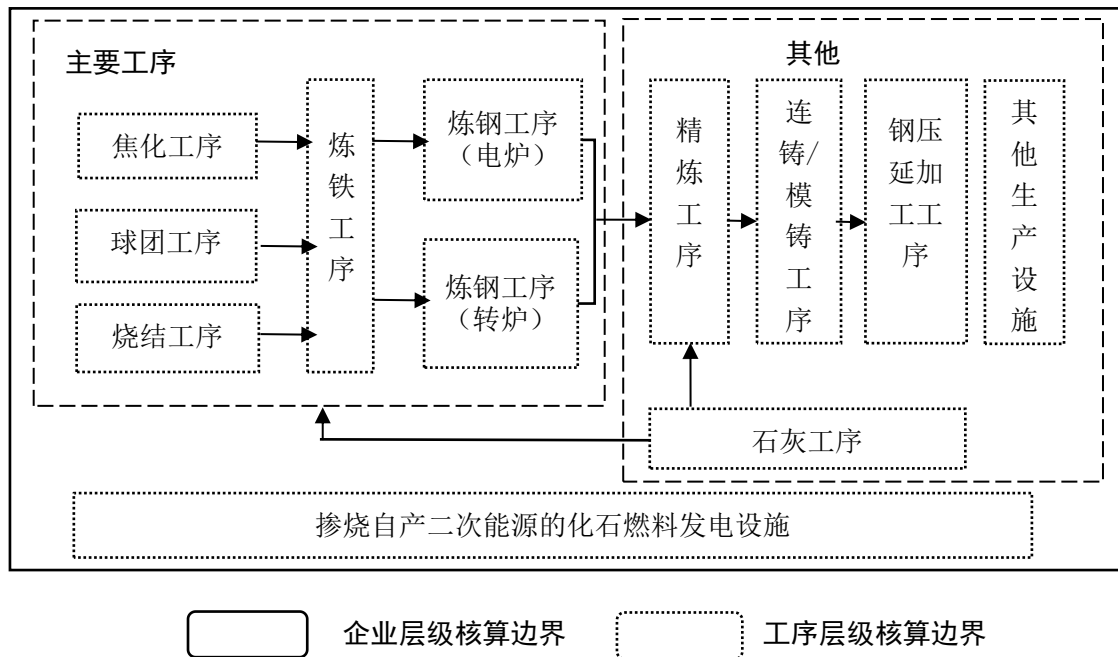 主要工序
其他
焦化工序
球团工序
烧结工序
炼
铁
工
序
炼钢工序
（电炉）
炼钢工序
（转炉）
精
炼
工
序
连
铸/
模
铸
工
序
钢压
延加
工工
序
其
他
生
产
设
施
石灰工序
掺烧自产二次能源的化石燃料发电设施
企业层级核算边界
工序层级核算边界